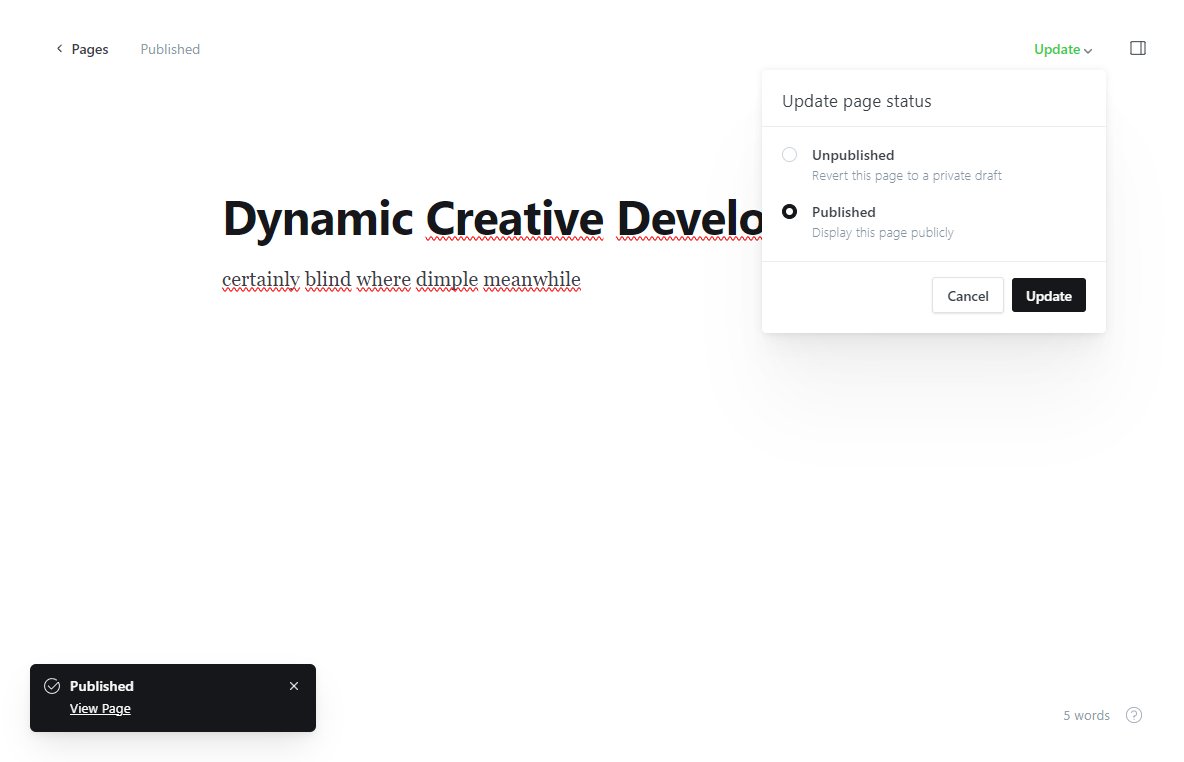 Pages
Published
Update
Update page status
Unpublished
Revert this page to a private draft
Published
Display this page publicly
Cancel
Update
Dynamic Creative Develo
certainly blind where dimple meanwhile
Published
View Page
5 words
?